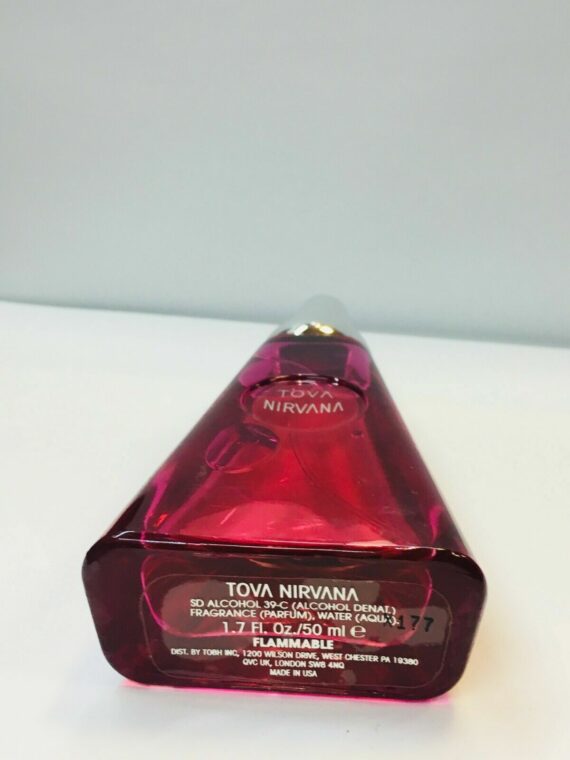 TOVA
NIRVANA
TOVA NIRVANA
SD ALCOHOL 39-C (ALCOHOL DENAT.)
FRAGRANCE (PARFUM), WATER (AQUA).
1.7 Fl. Oz./50 ml ℮
FLAMMABLE
DIST. BY TOBH INC, 1200 WILSON DRIVE, WEST CHESTER PA 19380
QVC UK, LONDON SW8 4NQ
MADE IN USA